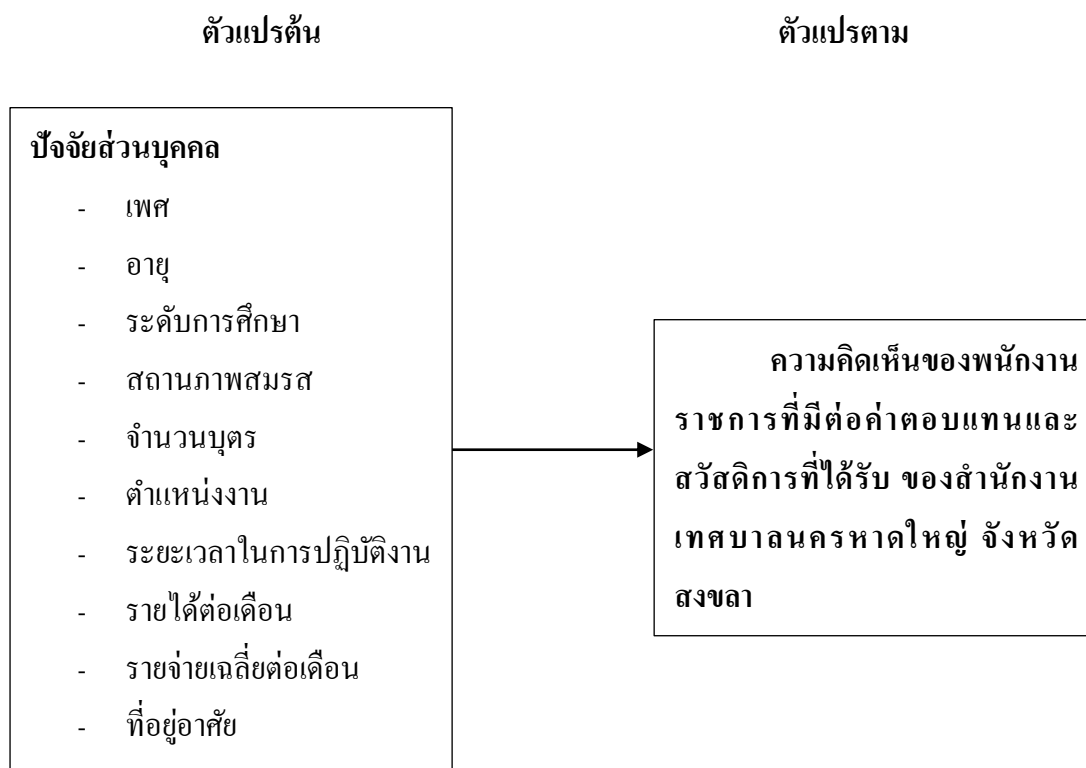 ตัวแปรต้น
ตัวแปรตาม
ปัจจัยส่วนบุคคล
- เพศ
- อายุ
- ระดับการศึกษา
- สถานภาพสมรส
- จำนวนบุตร
- ตำแหน่งงาน
- ระยะเวลาในการปฏิบัติงาน
- รายได้ต่อเดือน
- รายจ่ายเฉลี่ยต่อเดือน
- ที่อยู่อาศัย
ความคิดเห็นของพนักงาน
ราชการที่มีต่อค่าตอบแทนและ
สวัสดิการที่ได้รับ ของสำนักงาน
เทศบาลนครหาดใหญ่ จังหวัด
สงขลา